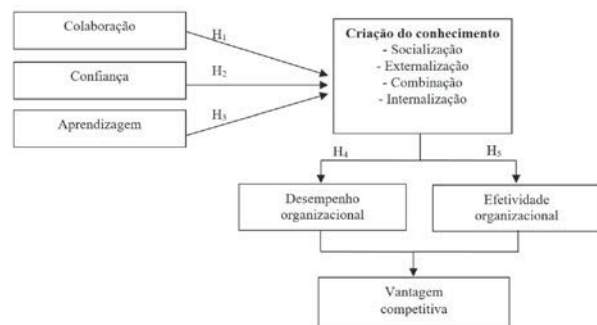 Colaboração
H₁
Confiança
H₂
Aprendizagem
H₃
Criação do conhecimento
- Socialização
- Externalização
- Combinação
- Internalização
H₄
H₅
Desempenho
organizacional
Efetividade
organizacional
Vantagem
competitiva